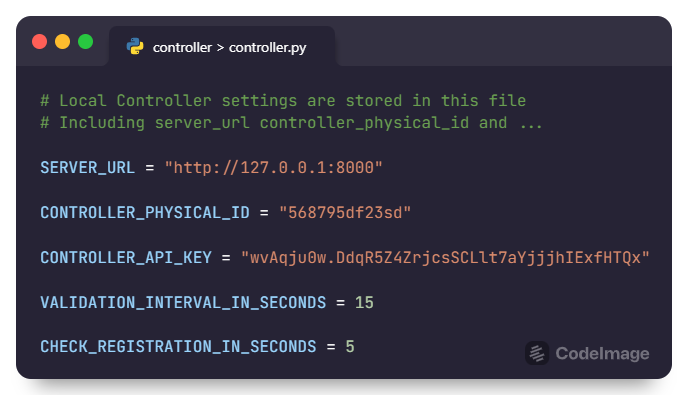 controller > controller.py
# Local Controller settings are stored in this file
# Including server_url controller_physical_id and ...
SERVER_URL = "http://127.0.0.1:8000"
CONTROLLER_PHYSICAL_ID = "568795df23sd"
CONTROLLER_API_KEY = "wvAqju0w.DdqR5Z4ZrjcsSCLlt7aYjjjhIExfHTQx"
VALIDATION_INTERVAL_IN_SECONDS = 15
CHECK_REGISTRATION_IN_SECONDS = 5
CodeImage